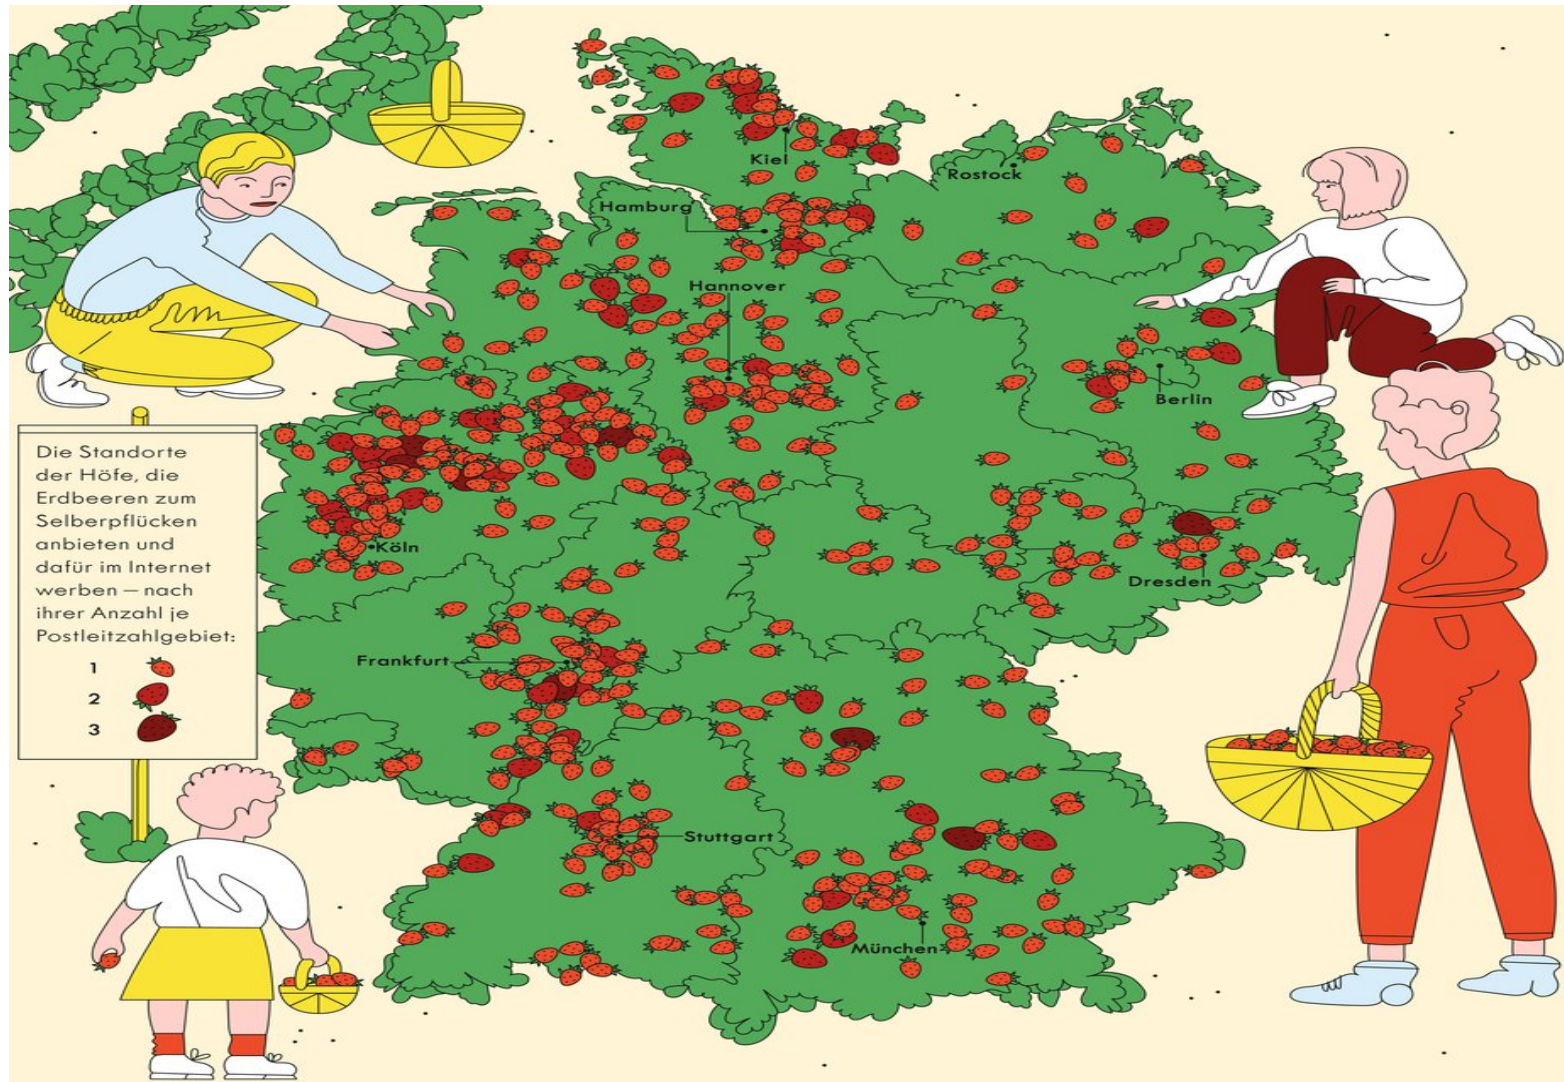 Kiel
Rostock
Hamburg
Hannover
Berlin
Die Standorte
der Höfe, die
Erdbeeren zum
Selberpflücken
anbieten und
dafür im Internet
werben – nach
ihrer Anzahl je
Postleitzahlgebiet:
1
2
3
Köln
Dresden
Frankfurt
Stuttgart
München